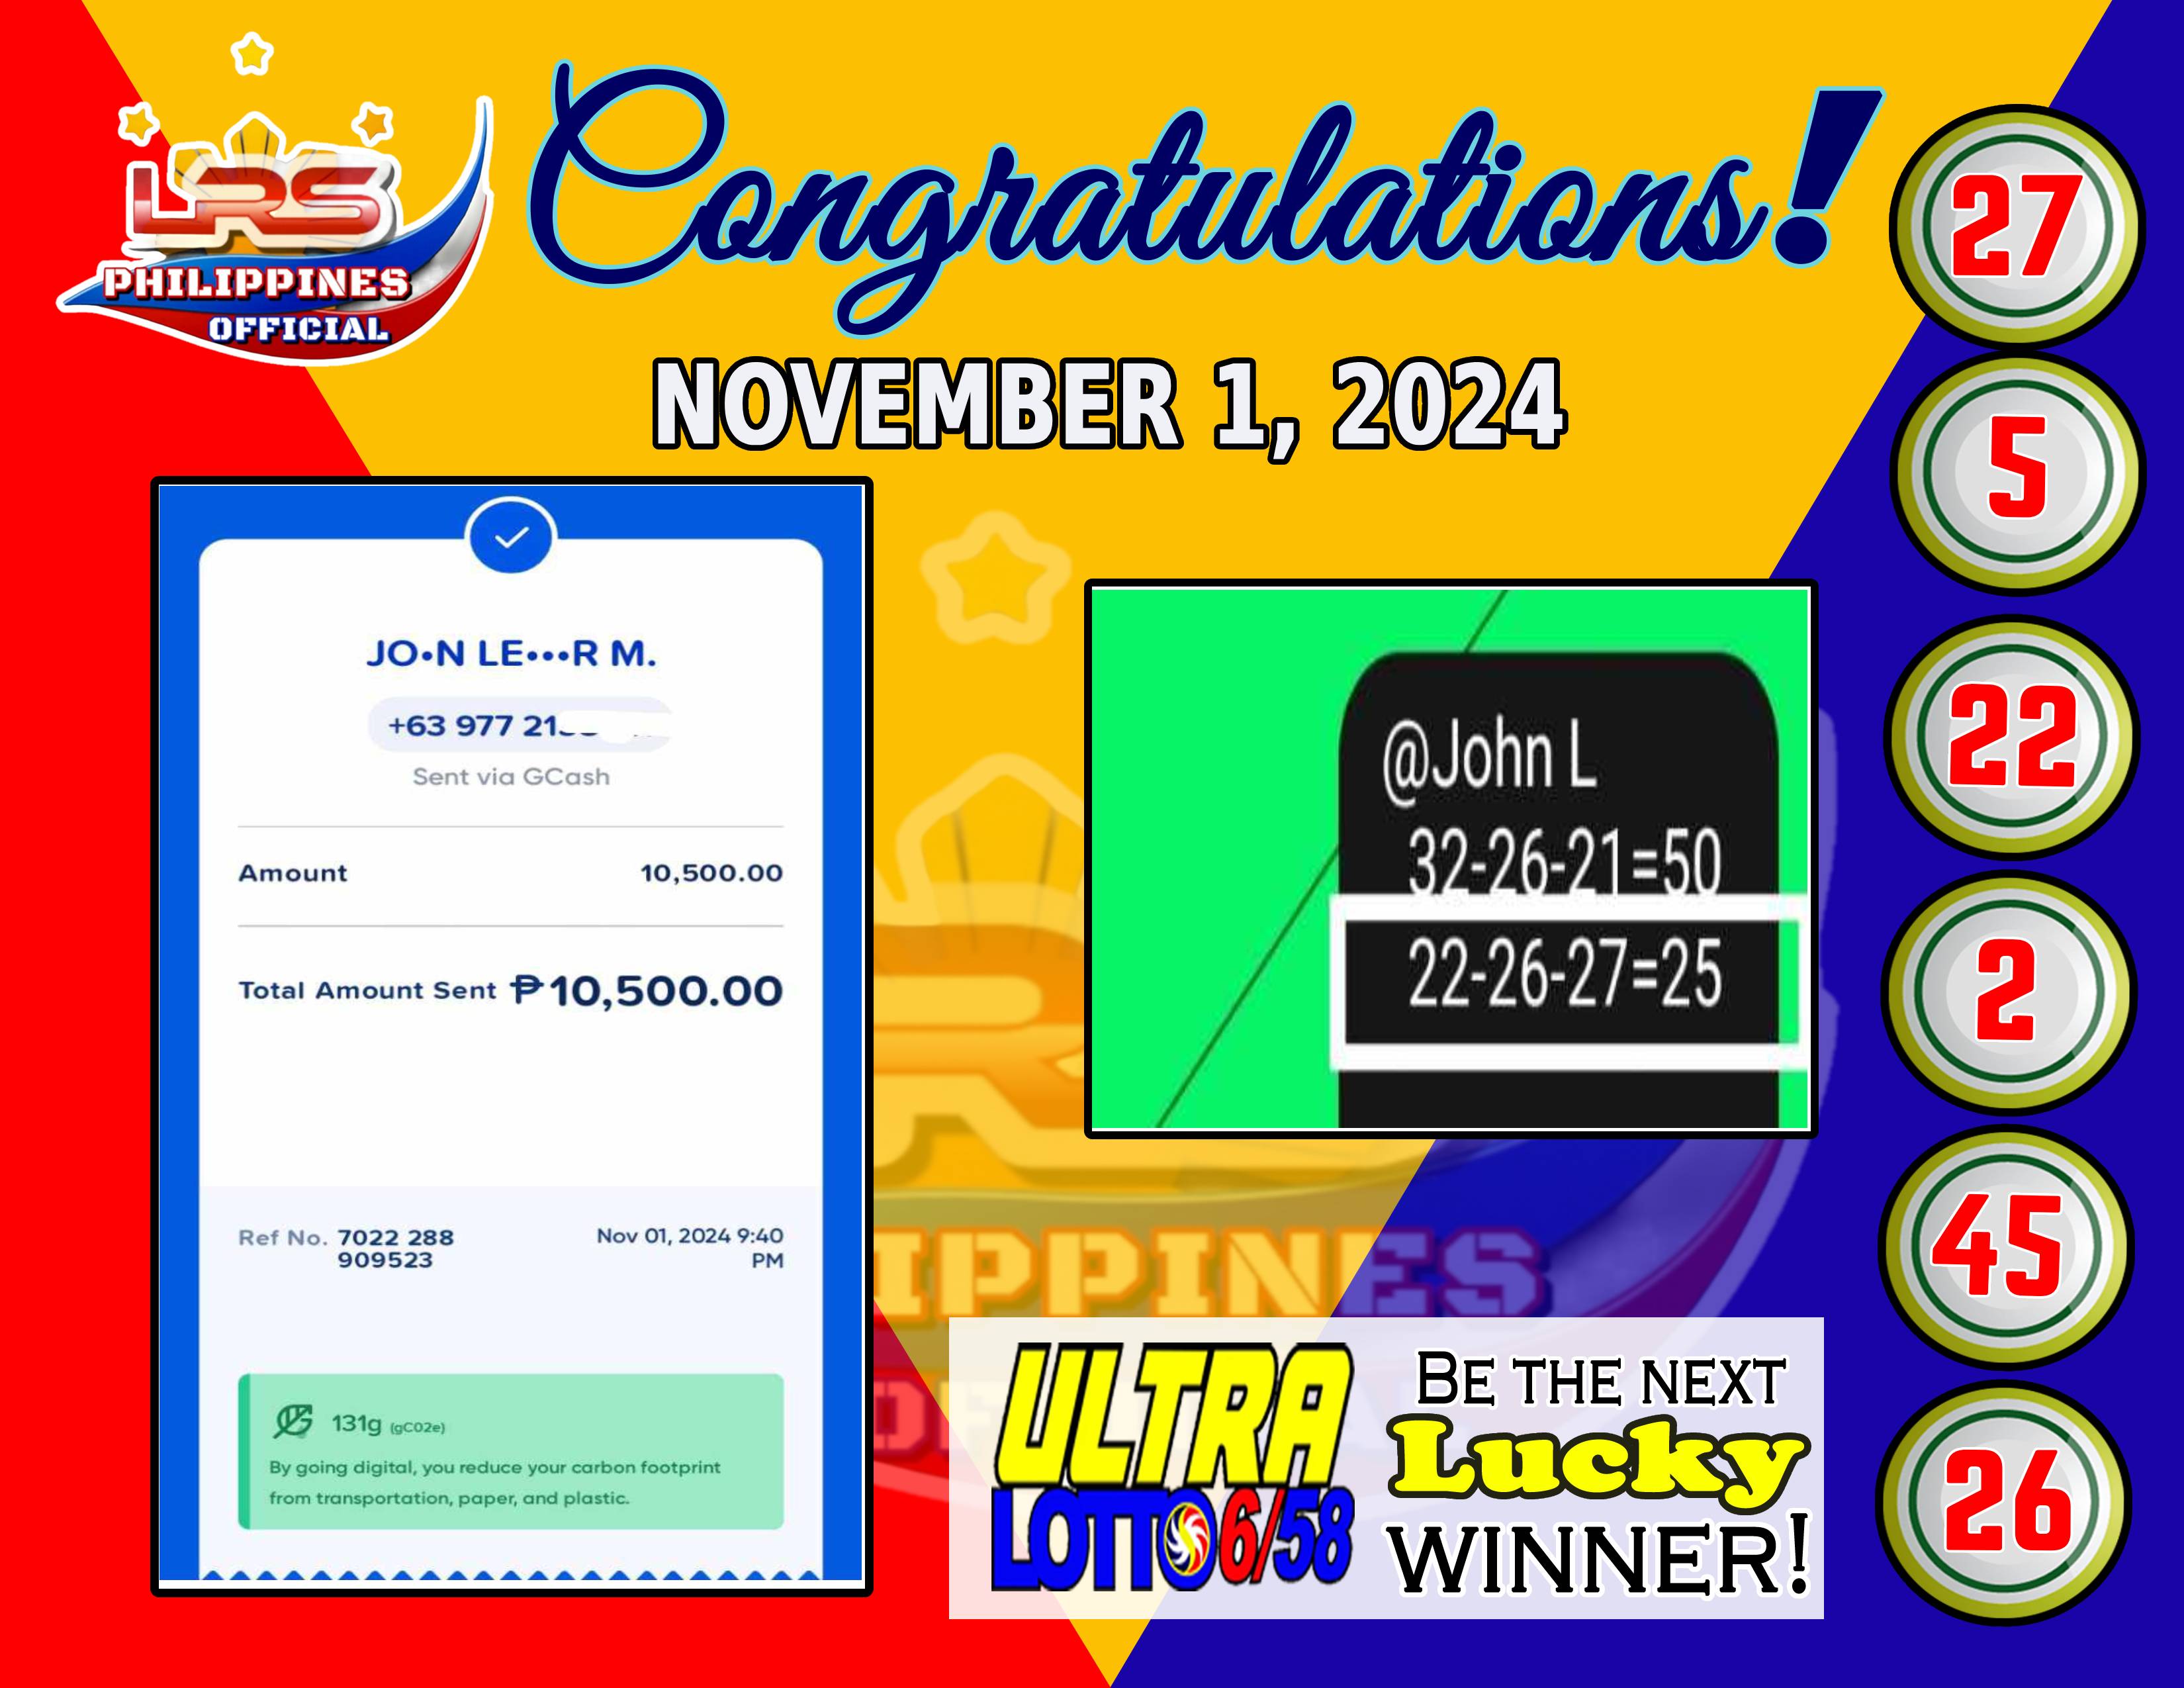 LRS
PHILIPPINES
OFFICIAL
Congratulations!
NOVEMBER 1, 2024
JO•N LE•••R M.
+63 977 21
Sent via GCash
Amount 10,500.00
Total Amount Sent ₱10,500.00
Ref No. 7022 288
909523
Nov 01, 2024 9:40
PM
131g (gCO2e)
By going digital, you reduce your carbon footprint
from transportation, paper, and plastic.
@John L
32-26-21=50
22-26-27=25
ULTRA
LOTTO 6/58
BE THE NEXT
Lucky
WINNER!
27
5
22
2
45
26